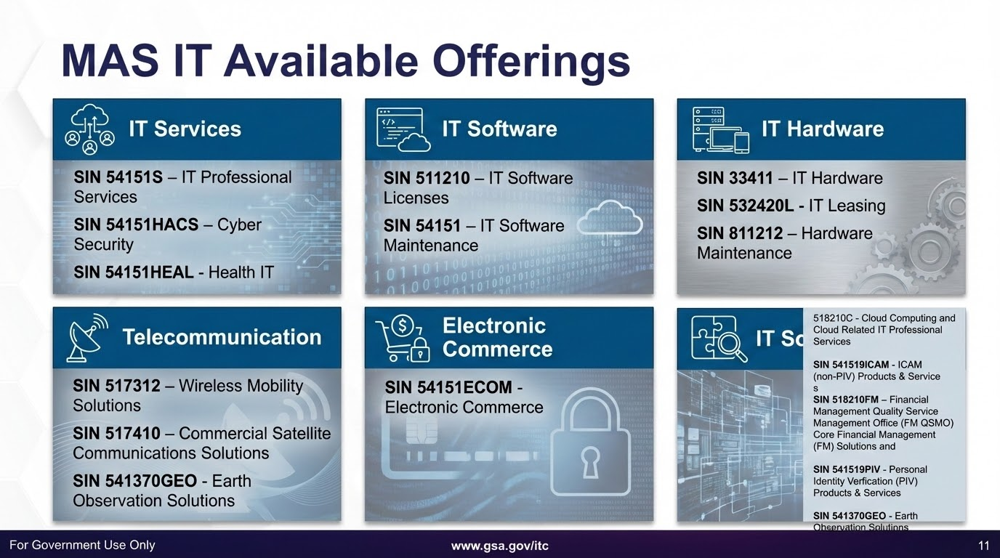 MAS IT Available Offerings
IT Services
SIN 54151S – IT Professional
Services
SIN 54151HACS – Cyber
Security
SIN 54151HEAL - Health IT
IT Software
SIN 511210 – IT Software
Licenses
SIN 54151 – IT Software
Maintenance
IT Hardware
SIN 33411 – IT Hardware
SIN 532420L - IT Leasing
SIN 811212 – Hardware
Maintenance
Telecommunication
SIN 517312 – Wireless Mobility
Solutions
SIN 517410 – Commercial Satellite
Communications Solutions
SIN 541370GEO - Earth
Observation Solutions
Electronic
Commerce
SIN 54151ECOM -
Electronic Commerce
IT So
518210C - Cloud Computing and
Cloud Related IT Professional
Services
SIN 541519ICAM - ICAM
(non-PIV) Products & Service
s
SIN 518210FM – Financial
Management Quality Service
Management Office (FM QSMO)
Core Financial Management
(FM) Solutions and
SIN 541519PIV - Personal
Identity Verfication (PIV)
Products & Services
SIN 541370GEO - Earth
Observation Solutions
For Government Use Only
www.gsa.gov/itc
11